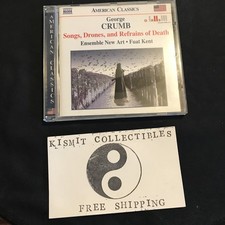 AMERICAN CLASSICS
George
CRUMB
Songs, Drones, and Refrains of Death
Ensemble New Art • Fuat Kent
AMERICAN CLASSICS
KISMIT COLLECTIBLES
FREE SHIPPING